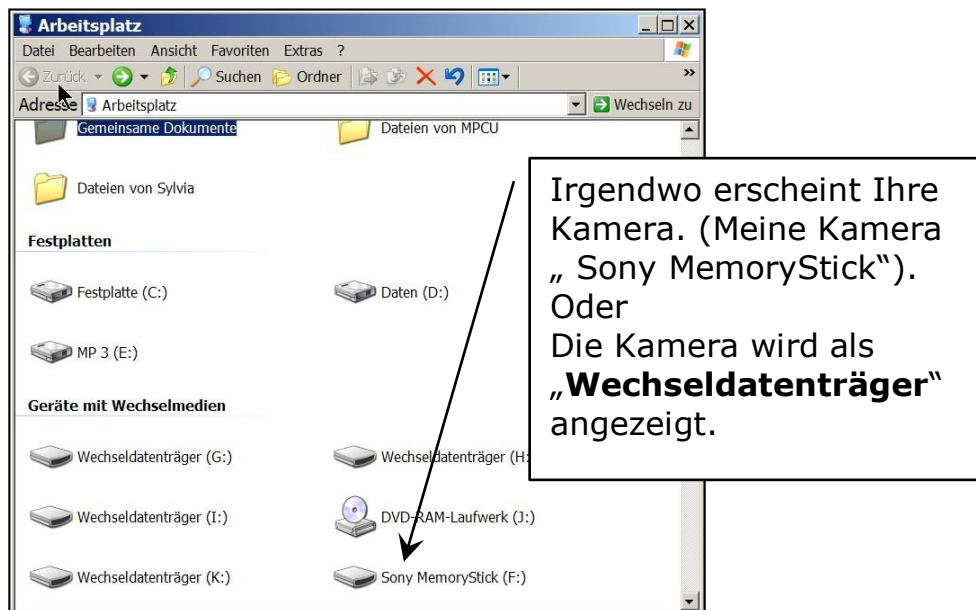 Arbeitsplatz
Datei Bearbeiten Ansicht Favoriten Extras ?
Zurück Suchen Ordner »
Adresse Arbeitsplatz Wechseln zu
Gemeinsame Dokumente Dateien von MPCU
Dateien von Sylvia
Festplatten
Festplatte (C:) Daten (D:)
MP 3 (E:)
Geräte mit Wechselmedien
Wechseldatenträger (G:) Wechseldatenträger (H:
Wechseldatenträger (I:) DVD-RAM-Laufwerk (J:)
Wechseldatenträger (K:) Sony MemoryStick (F:)
Irgendwo erscheint Ihre
Kamera. (Meine Kamera
„ Sony MemoryStick“).
Oder
Die Kamera wird als
„Wechseldatenträger“
angezeigt.